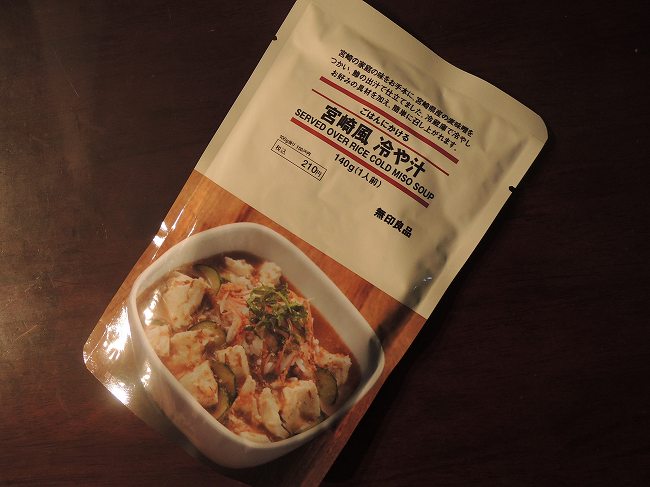 宮崎の家庭の味をお手本に、宮崎県産の麦味噌を
つかい、鯵の出汁で仕立てました。冷蔵庫で冷やし
お好みの具材を加え、簡単に召し上がれます。
ごはんにかける
宮崎風 冷や汁
SERVED OVER RICE COLD MISO SOUP
140g(1人前)
税込 210円
無印良品